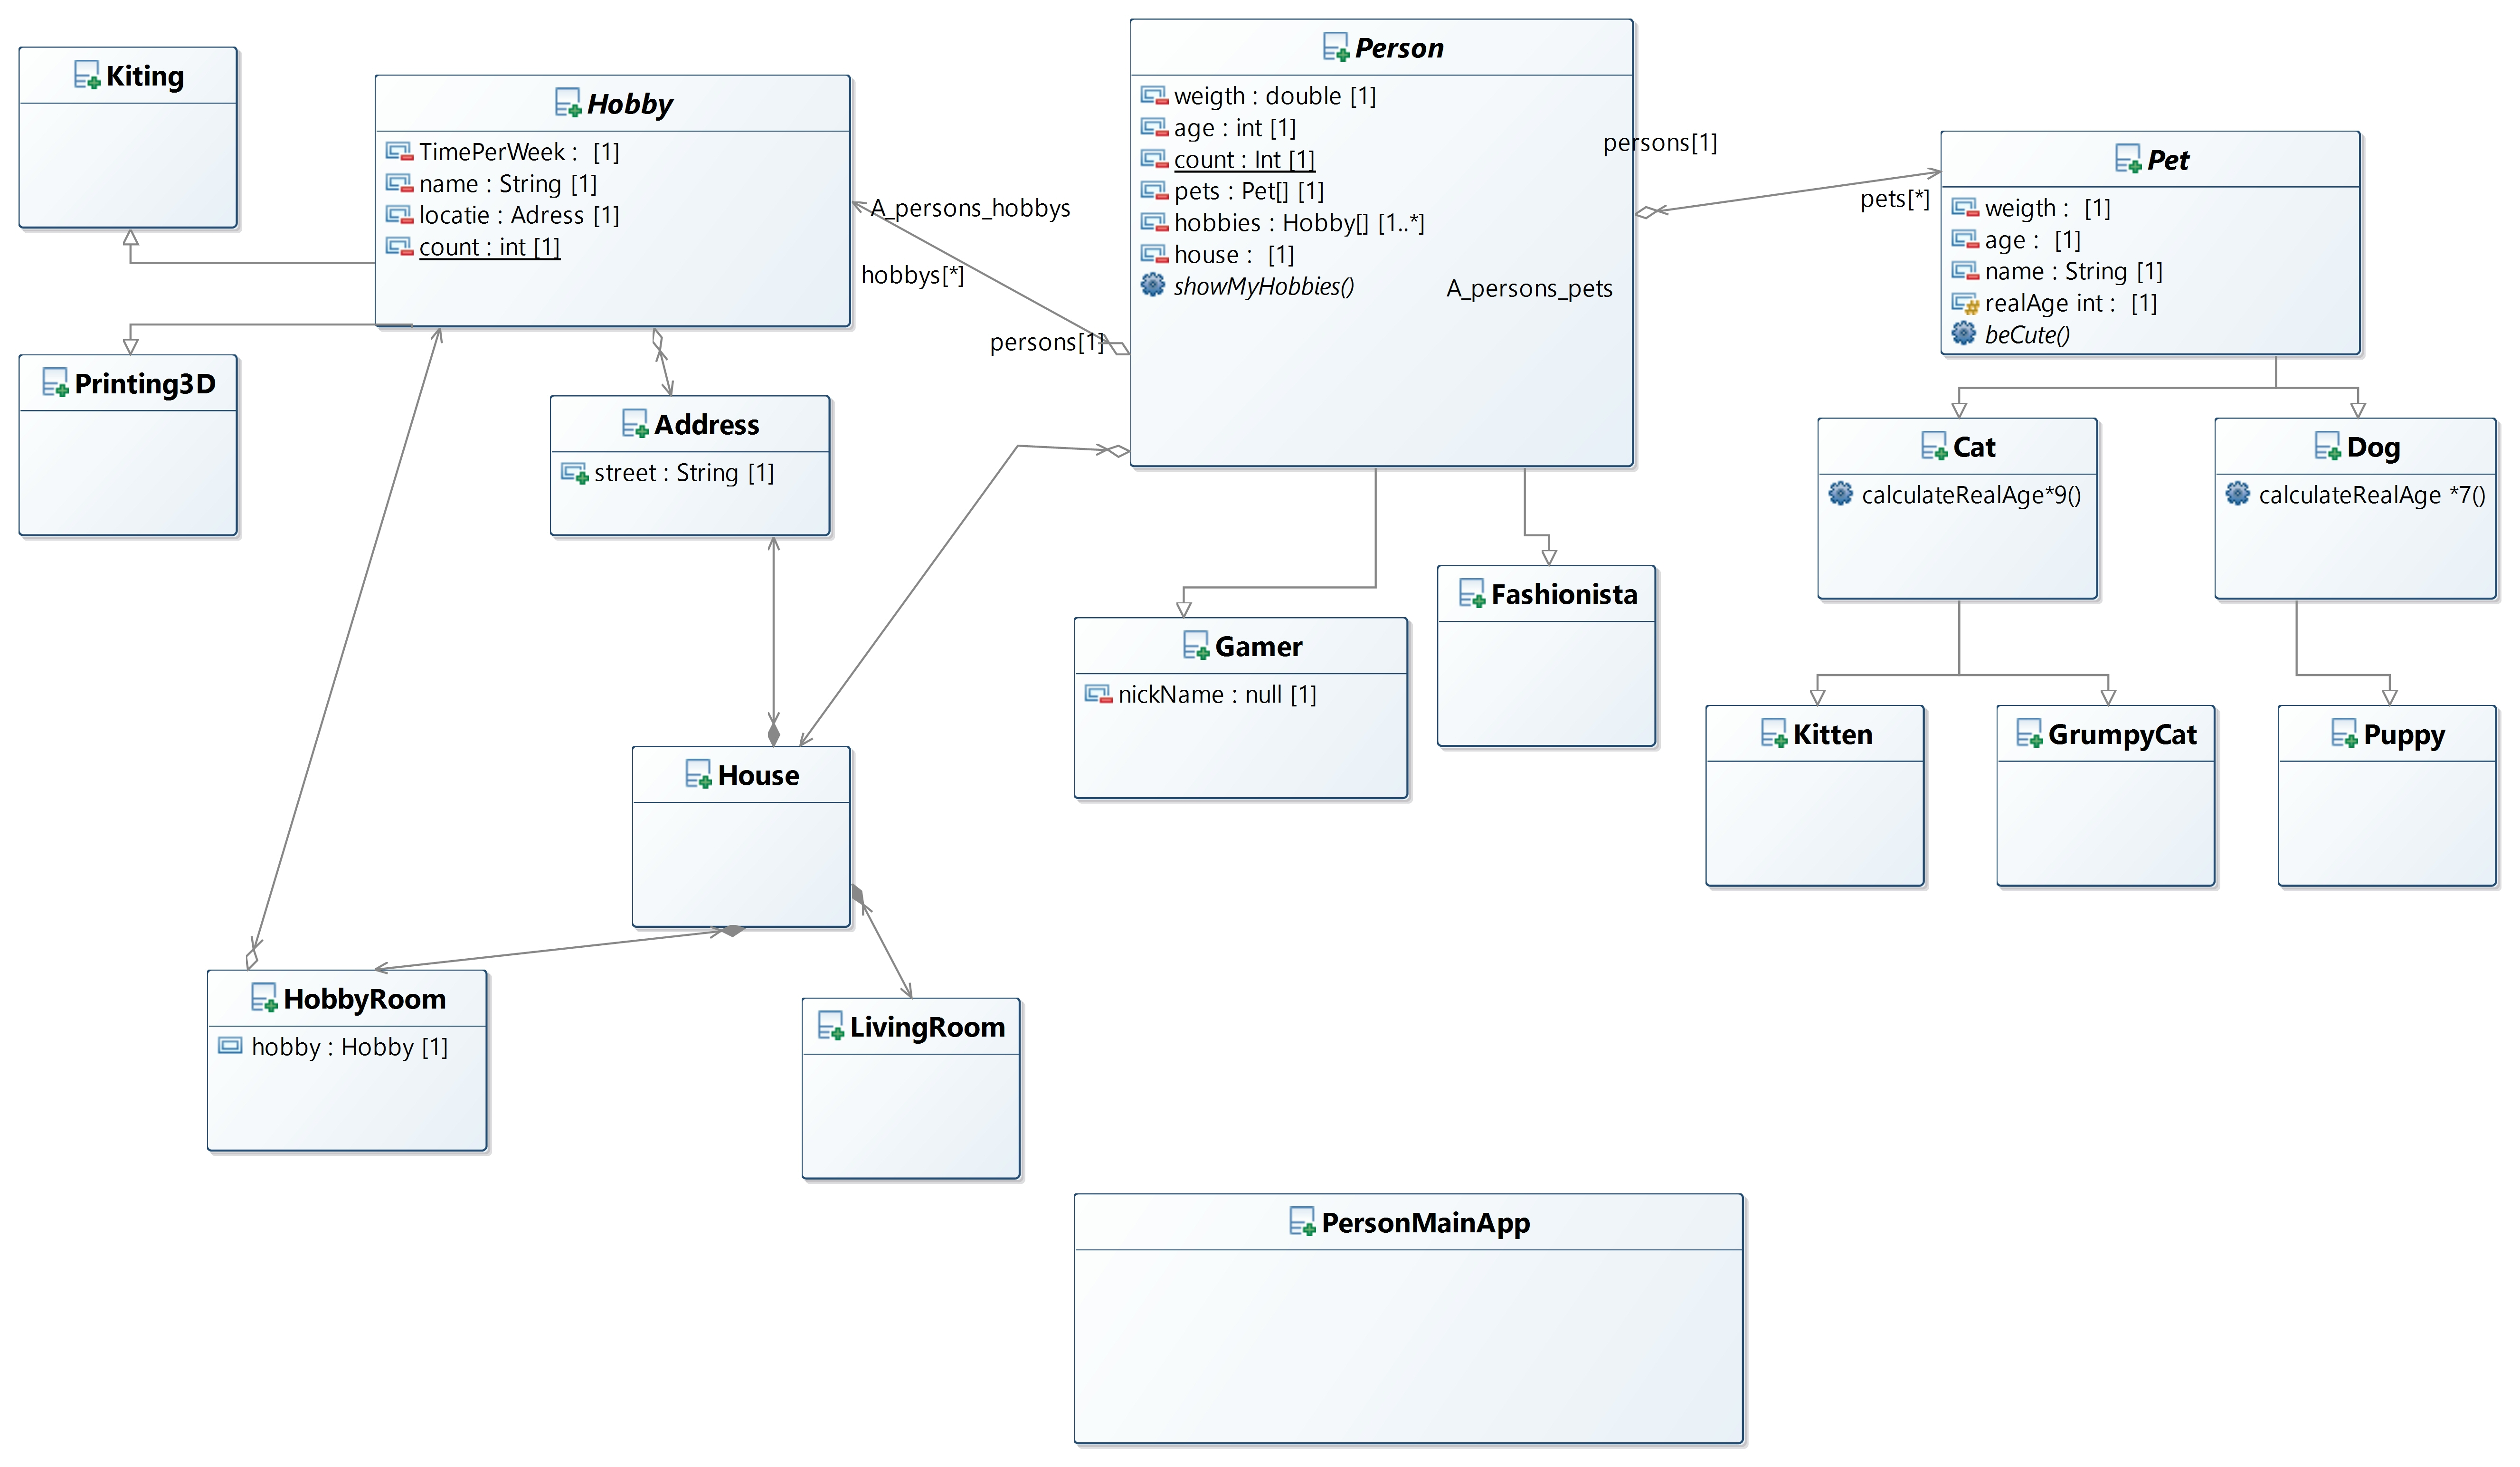 Kiting
Hobby
TimePerWeek :  [1]
name : String [1]
locatie : Adress [1]
count : int [1]
Person
weigth : double [1]
age : int [1]
count : Int [1]
pets : Pet[] [1]
hobbies : Hobby[] [1..*]
house :  [1]
showMyHobbies()
A_persons_pets
persons[1]
pets[*]
A_persons_hobbys
hobbys[*]
persons[1]
Pet
weigth :  [1]
age :  [1]
name : String [1]
realAge int :  [1]
beCute()
Printing3D
Address
street : String [1]
Cat
calculateRealAge*9()
Dog
calculateRealAge *7()
Gamer
nickName : null [1]
Fashionista
Kitten
GrumpyCat
Puppy
House
HobbyRoom
hobby : Hobby [1]
LivingRoom
PersonMainApp